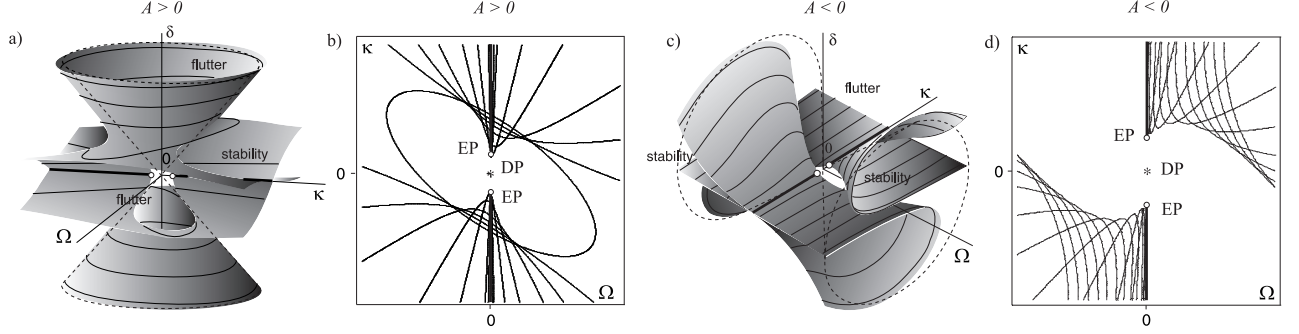 A > 0
A > 0
A < 0
A < 0
a)
δ
flutter
0
stability
flutter
κ
Ω
b)
κ
EP
DP
0
*
EP
Ω
0
c)
δ
flutter
κ
0
stability
stability
Ω
d)
κ
EP
0
* DP
EP
Ω
0